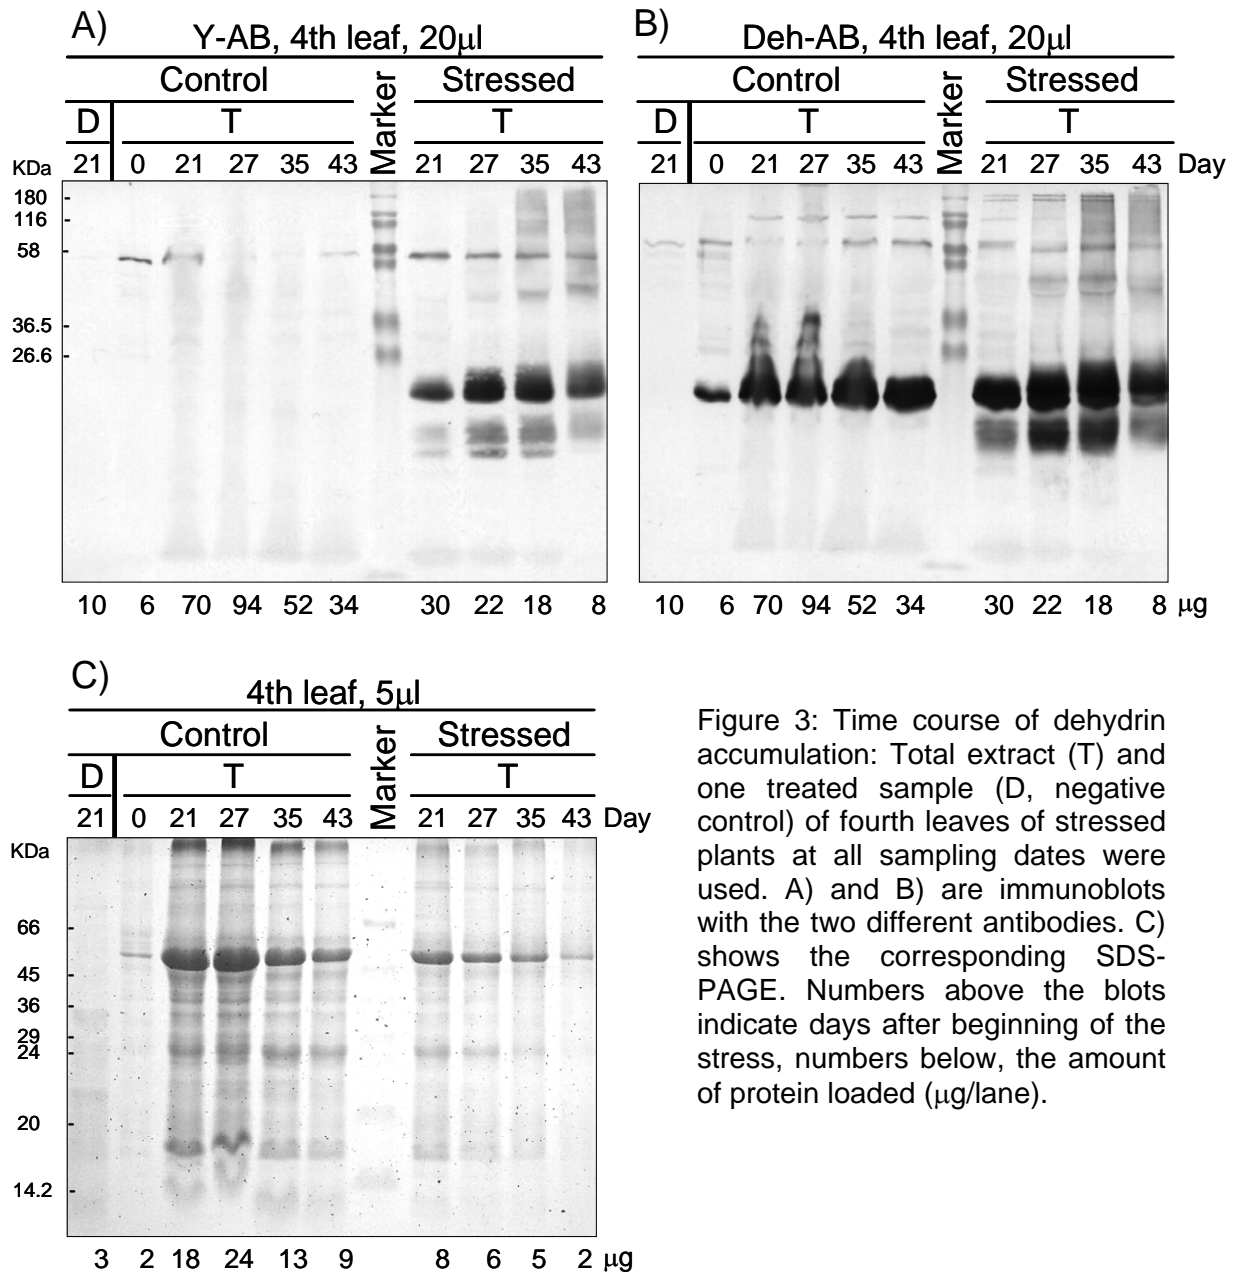 A)
Y-AB, 4th leaf, 20μl
Control Marker Stressed
D T T
KDa 21 0 21 27 35 43 21 27 35 43
180
116
58
36.5
26.6
10 6 70 94 52 34 30 22 18 8
B)
Deh-AB, 4th leaf, 20μl
Control Marker Stressed
D T T
21 0 21 27 35 43 21 27 35 43 Day
10 6 70 94 52 34 30 22 18 8 μg
C)
4th leaf, 5μl
Control Marker Stressed
D T T
21 0 21 27 35 43 21 27 35 43 Day
KDa
66
45
36
29
24
20
14.2
3 2 18 24 13 9 8 6 5 2 μg
Figure 3: Time course of dehydrin
accumulation: Total extract (T) and
one treated sample (D, negative
control) of fourth leaves of stressed
plants at all sampling dates were
used. A) and B) are immunoblots
with the two different antibodies. C)
shows the corresponding SDS-
PAGE. Numbers above the blots
indicate days after beginning of the
stress, numbers below, the amount
of protein loaded (μg/lane).